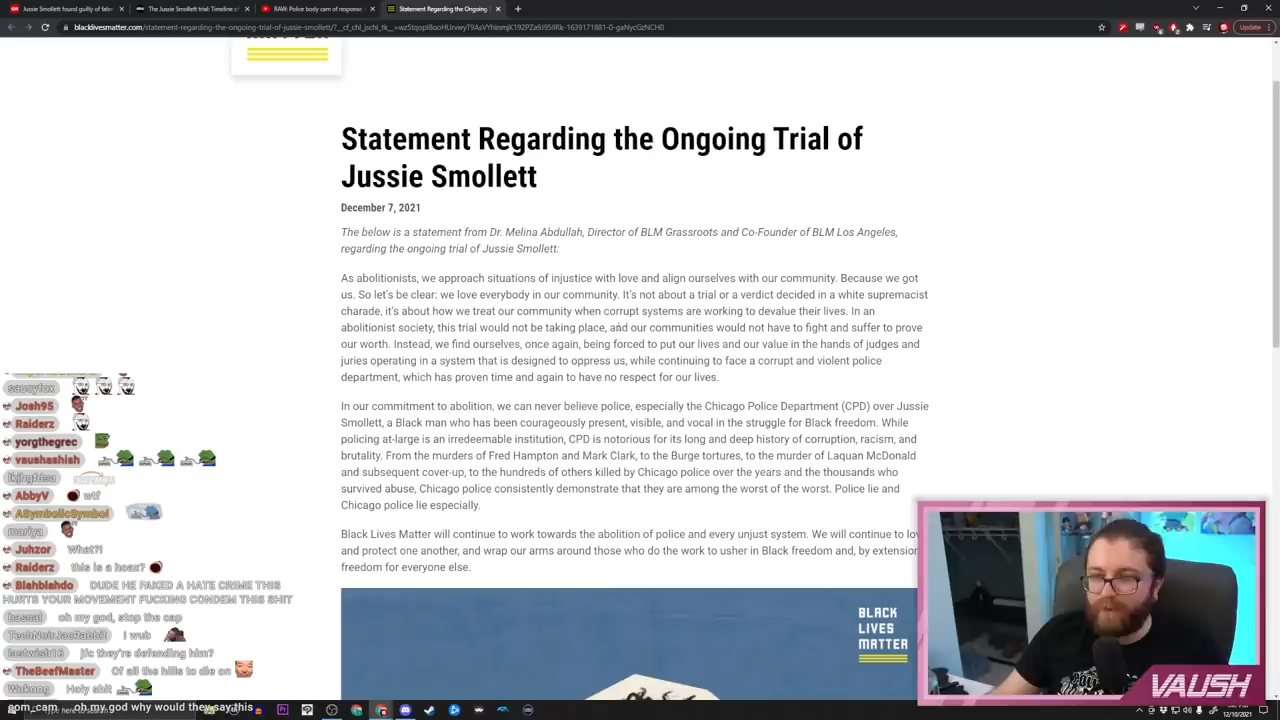 Jussie Smollett found guilty of false
The Jussie Smollett trial: Timeline o
RAW: Police body cam of response
Statement Regarding the Ongoing
blacklivesmatter.com/statement-regarding-the-ongoing-trial-of-jussie-smollett/
Update
Statement Regarding the Ongoing Trial of
Jussie Smollett
December 7, 2021
The below is a statement from Dr. Melina Abdullah, Director of BLM Grassroots and Co-Founder of BLM Los Angeles,
regarding the ongoing trial of Jussie Smollett:
As abolitionists, we approach situations of injustice with love and align ourselves with our community. Because we got
us. So let's be clear: we love everybody in our community. It's not about a trial or a verdict decided in a white supremacist
charade, it's about how we treat our community when corrupt systems are working to devalue their lives. In an
abolitionist society, this trial would not be taking place, and our communities would not have to fight and suffer to prove
our worth. Instead, we find ourselves, once again, being forced to put our lives and our value in the hands of judges and
juries operating in a system that is designed to oppress us, while continuing to face a corrupt and violent police
department, which has proven time and again to have no respect for our lives.
In our commitment to abolition, we can never believe police, especially the Chicago Police Department (CPD) over Jussie
Smollett, a Black man who has been courageously present, visible, and vocal in the struggle for Black freedom. While
policing at-large is an irredeemable institution, CPD is notorious for its long and deep history of corruption, racism, and
brutality. From the murders of Fred Hampton and Mark Clark, to the Burge tortures, to the murder of Laquan McDonald
and subsequent cover-up, to the hundreds of others killed by Chicago police over the years and the thousands who
survived abuse, Chicago police consistently demonstrate that they are among the worst of the worst. Police lie and
Chicago police lie especially.
Black Lives Matter will continue to work towards the abolition of police and every unjust system. We will continue to lo
and protect one another, and wrap our arms around those who do the work to usher in Black freedom and, by extension
freedom for everyone else.
BLACK
LIVES
MATTER
sausyfox
Josh95
Raiderz
yorgthegrec
vaushashish
AbbyV wtf
ASymbolicSymbol
mariya
Juhzor What?!
Raiderz this is a hoax?
Blahblahdo DUDE HE FAKED A HATE CRIME THIS
HURTS YOUR MOVEMENT FUCKING CONDEM THIS SHIT
oh my god, stop the cap
TechNoirJacRabbit I wub
lastwish16 jfc they're defending him?
TheBeefMaster Of all the hills to die on
Wukong Holy shit
oh my god why would they say this
VAUSH
12/10/2021